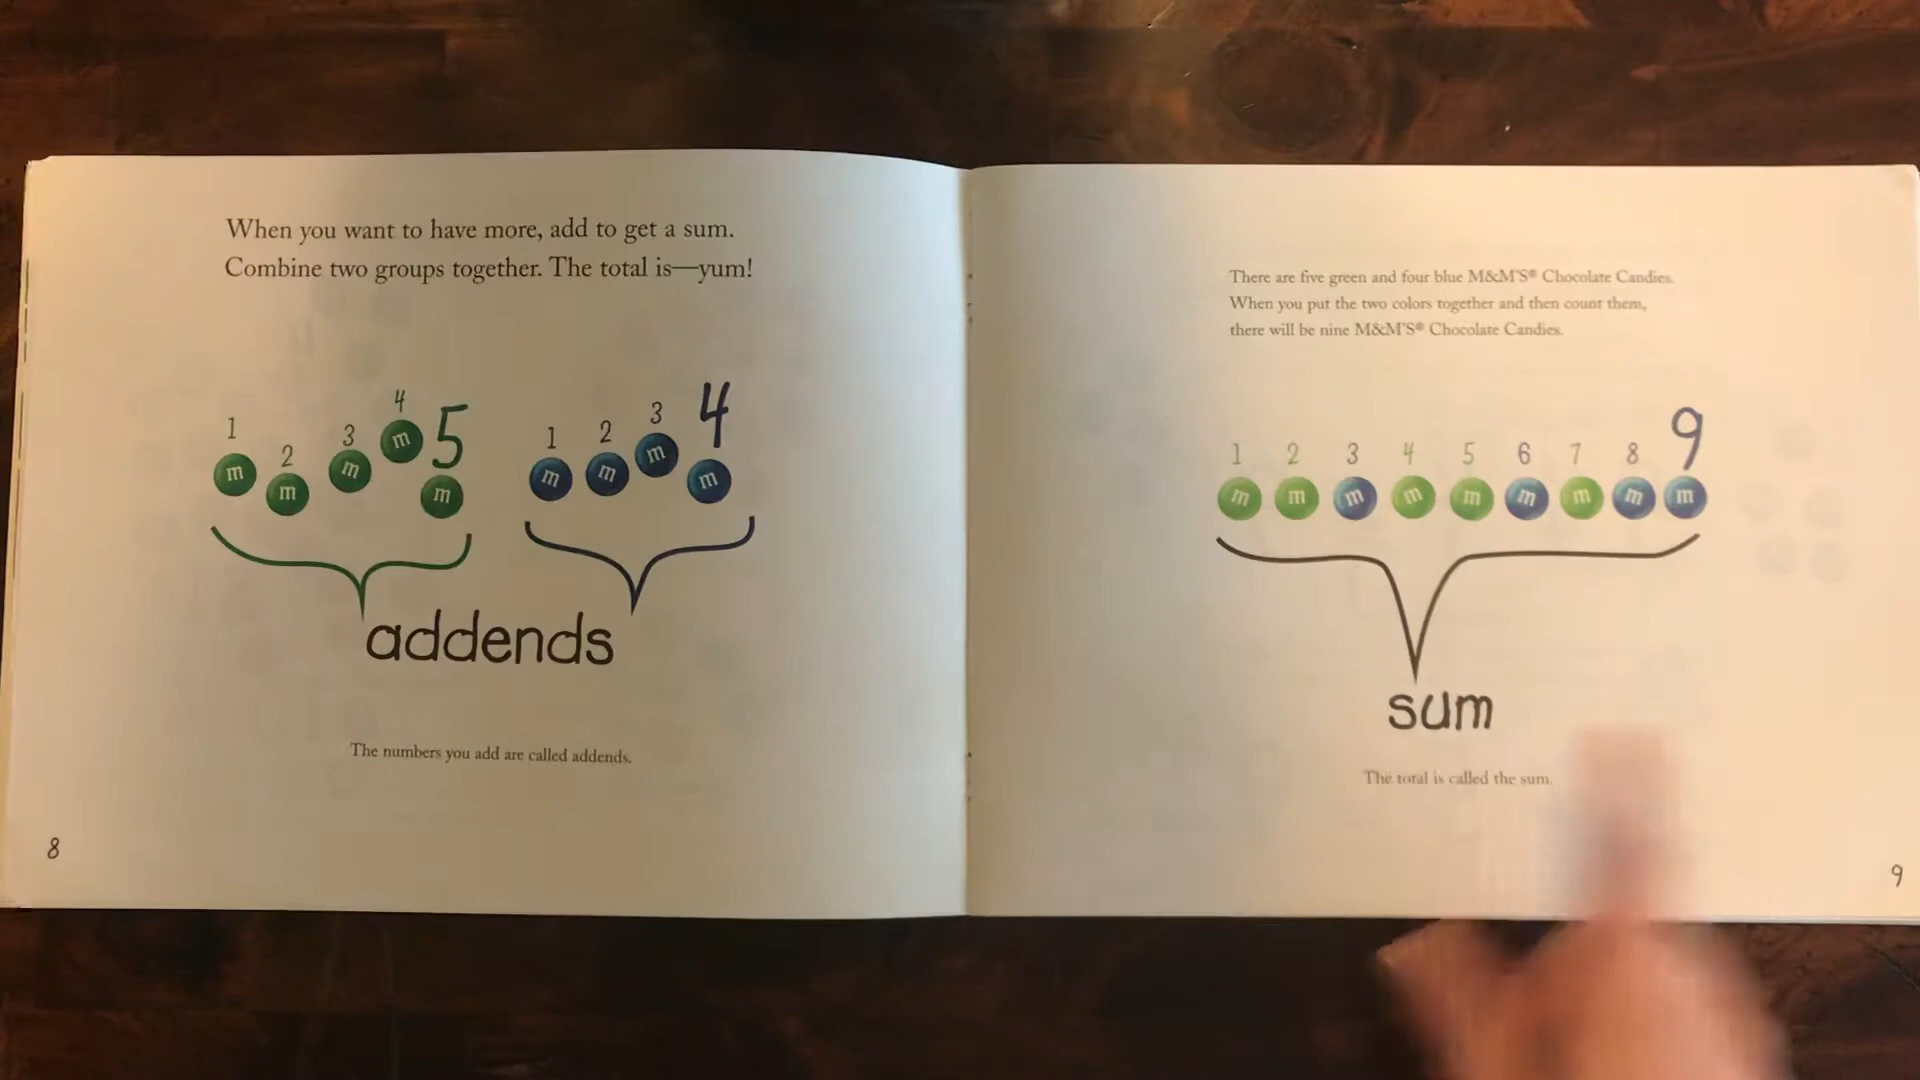 When you want to have more, add to get a sum.
Combine two groups together. The total is—yum!
1 2 3 4 5
m m m m m
1 2 3 4
m m m m
addends
The numbers you add are called addends.
8
There are five green and four blue M&M'S® Chocolate Candies.
When you put the two colors together and then count them,
there will be nine M&M'S® Chocolate Candies.
1 2 3 4 5 6 7 8 9
m m m m m m m m m
sum
The total is called the sum.
9